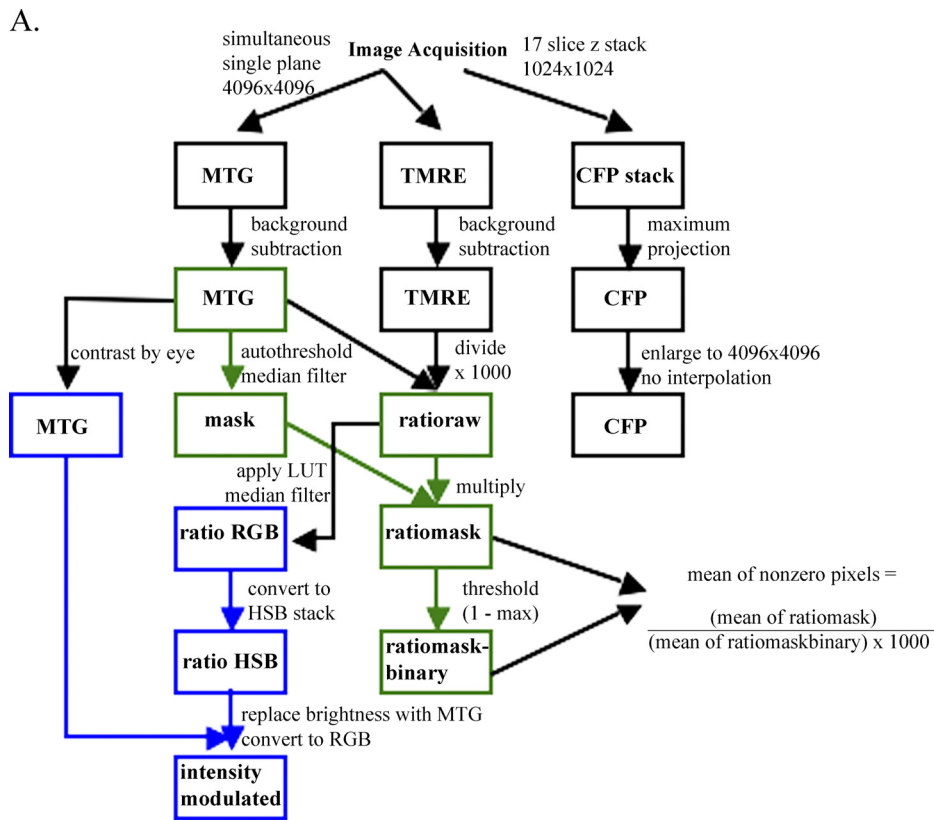 A.
simultaneous
single plane
4096x4096
Image Acquisition
17 slice z stack
1024x1024
MTG
TMRE
CFP stack
background
subtraction
background
subtraction
maximum
projection
MTG
TMRE
CFP
contrast by eye
autothreshold
median filter
divide
x 1000
enlarge to 4096x4096
no interpolation
MTG
mask
ratioraw
CFP
apply LUT
median filter
multiply
ratio RGB
ratiomask
convert to
HSB stack
threshold
(1 - max)
mean of nonzero pixels =
(mean of ratiomask)
(mean of ratiomaskbinary) x 1000
ratio HSB
ratiomask-
binary
replace brightness with MTG
convert to RGB
intensity
modulated